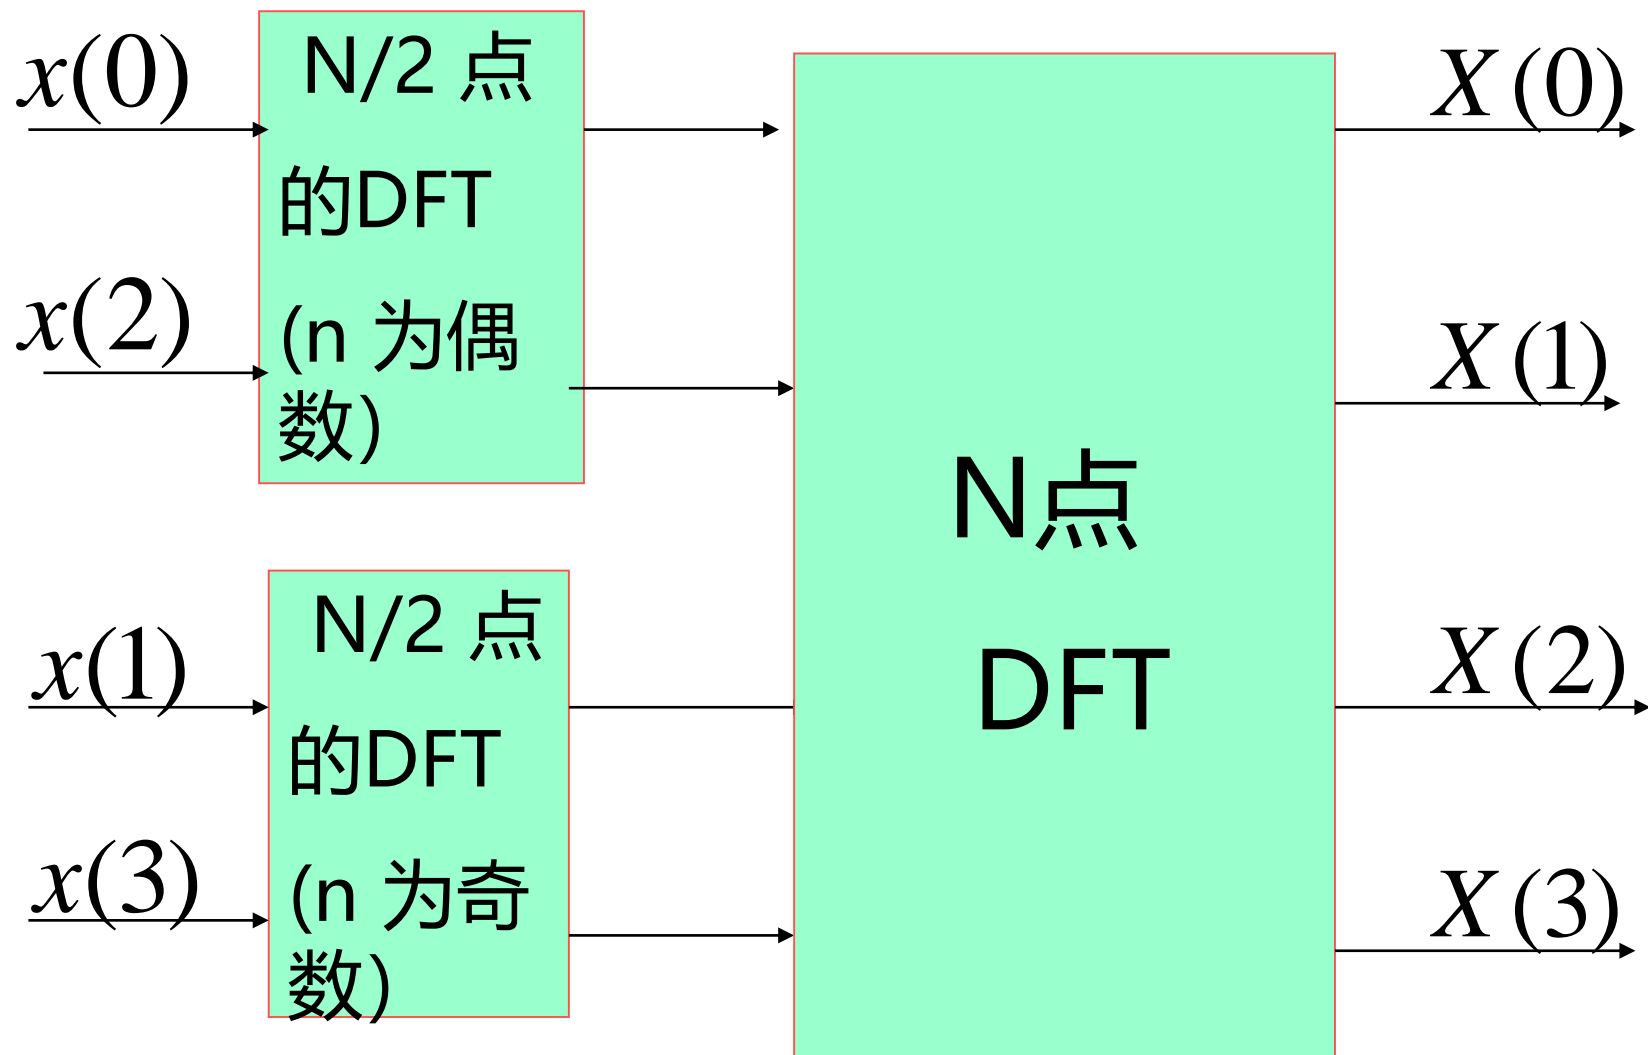 x(0)
x(2)
N/2 点
的DFT
(n 为偶
数)
x(1)
x(3)
N/2 点
的DFT
(n 为奇
数)
N点
DFT
X(0)
X(1)
X(2)
X(3)